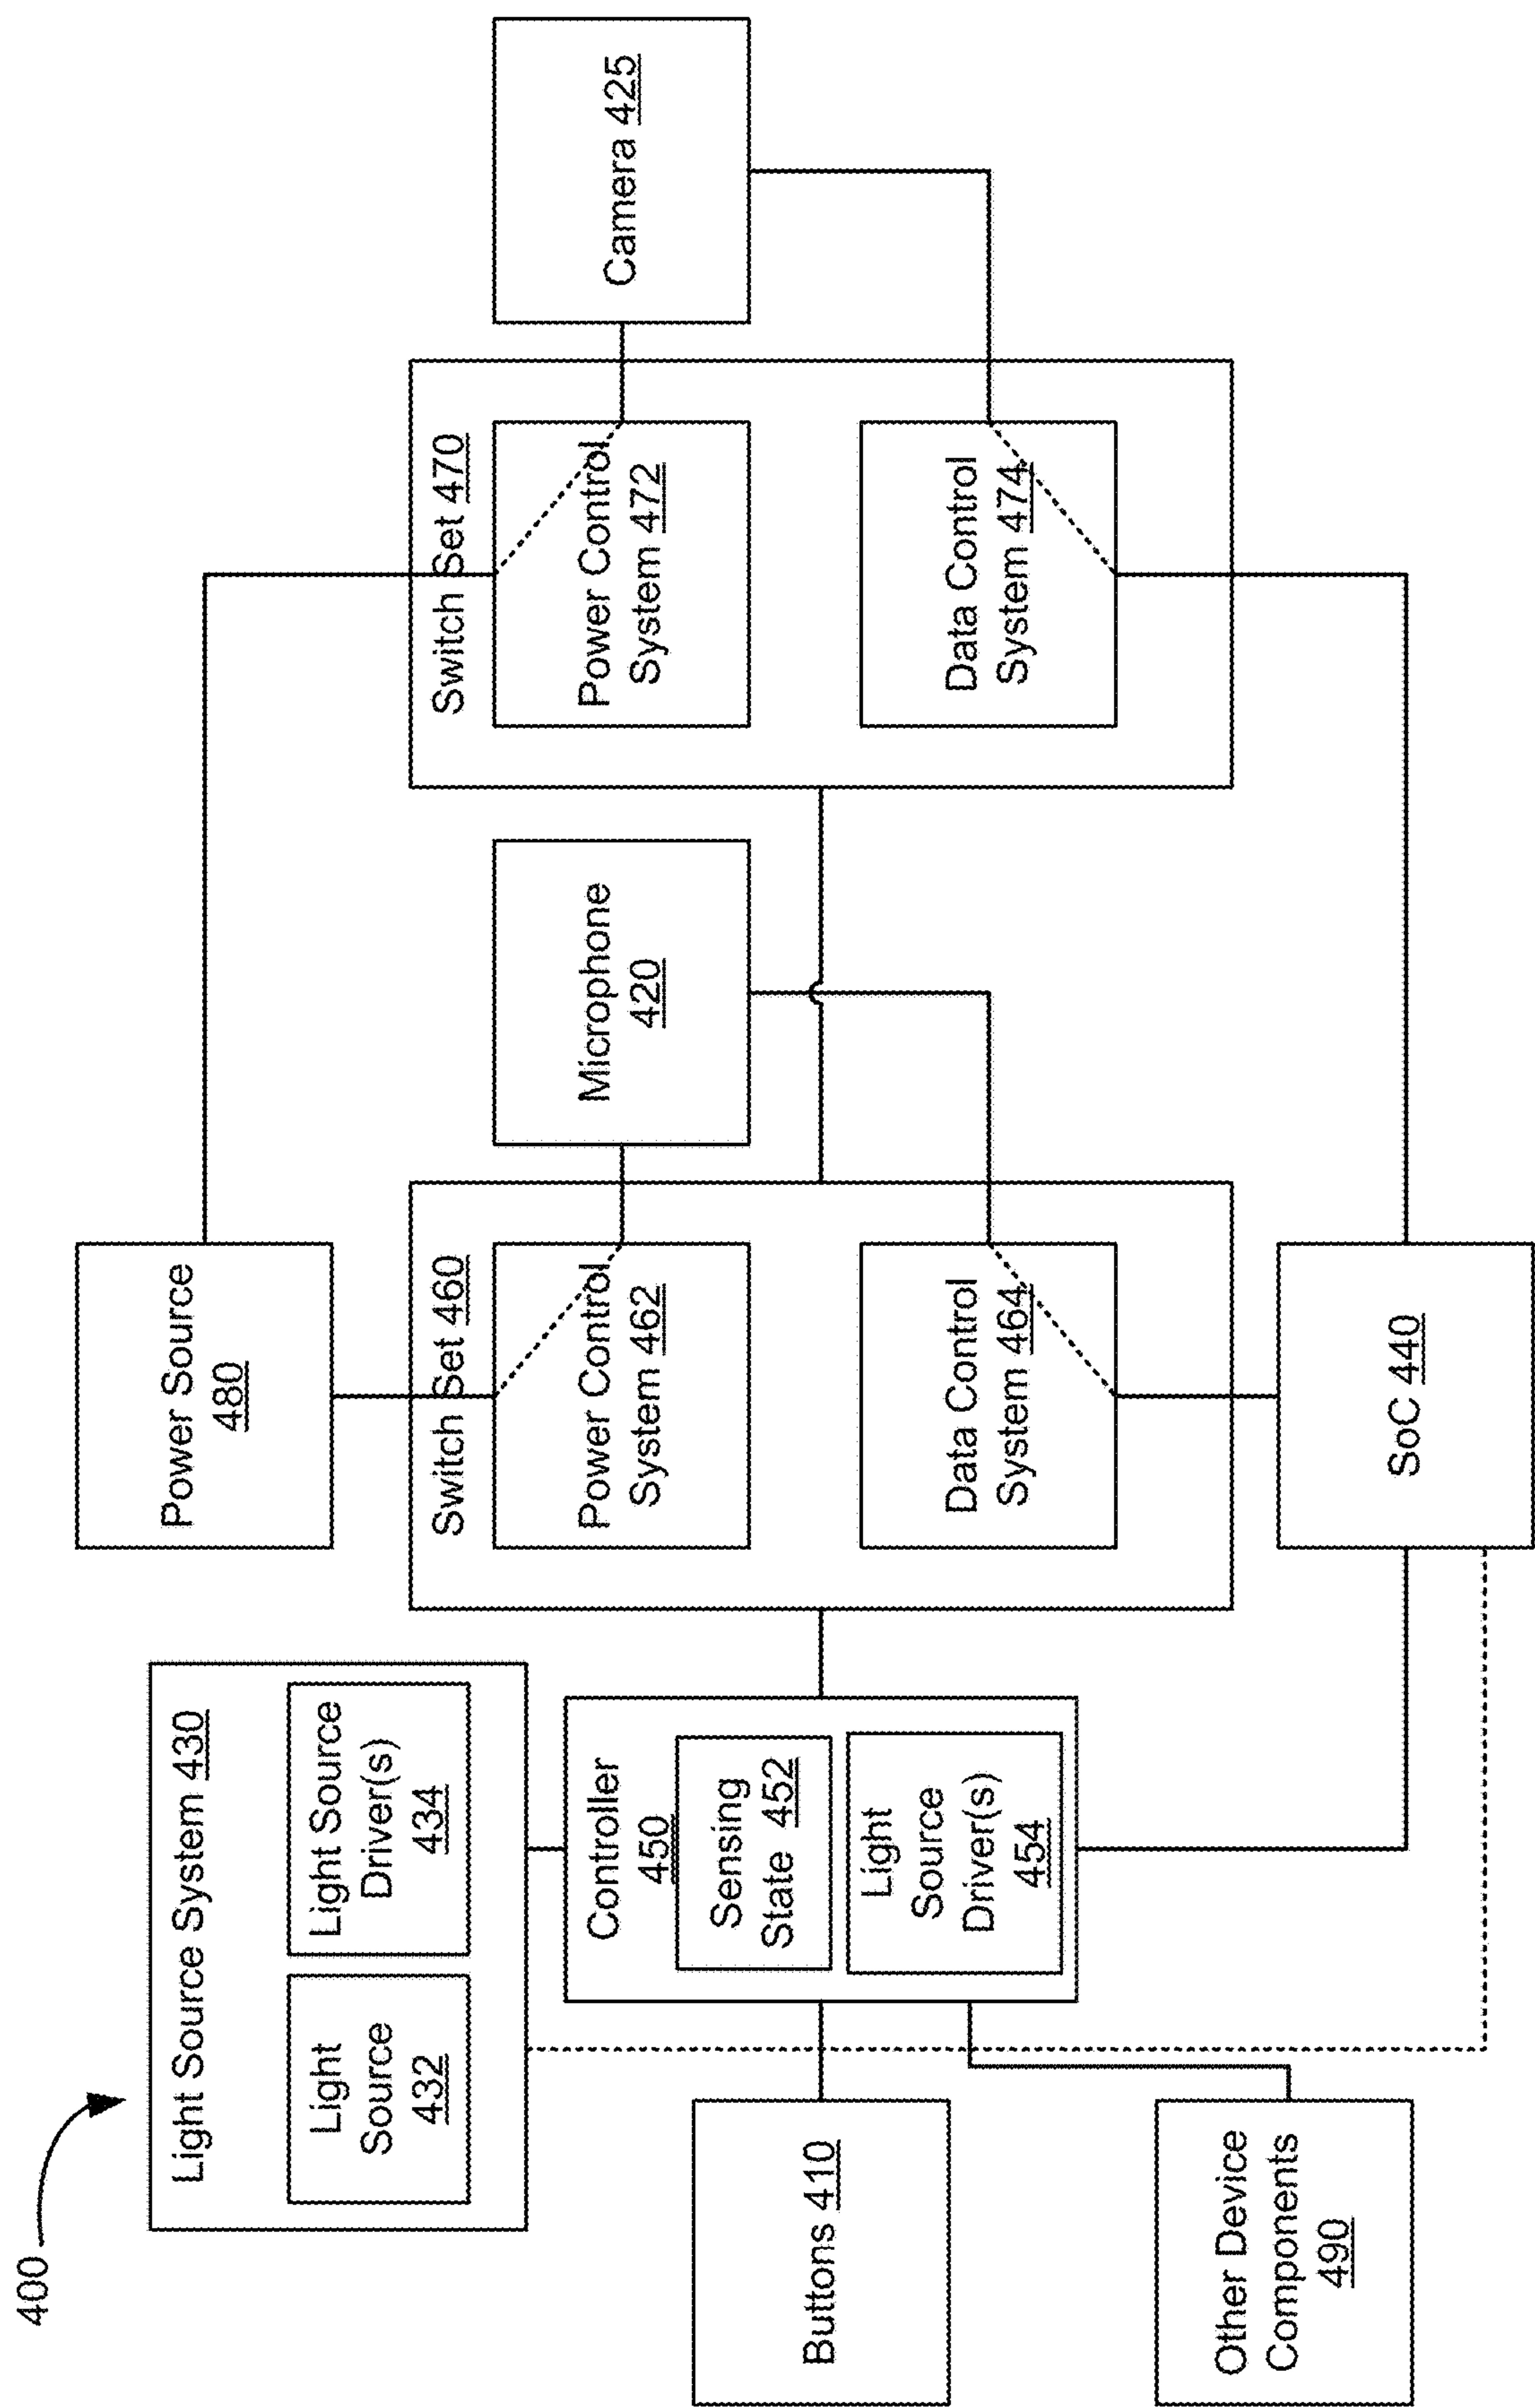 400
Light Source System 430
Light
Source
432
Light Source
Driver(s)
434
Power Source
480
Buttons 410
Controller
450
Sensing
State 452
Light
Source
Driver(s)
454
Switch Set 460
Power Control
System 462
Data Control
System 464
Microphone
420
Switch Set 470
Power Control
System 472
Data Control
System 474
Camera 425
Other Device
Components
490
SoC 440